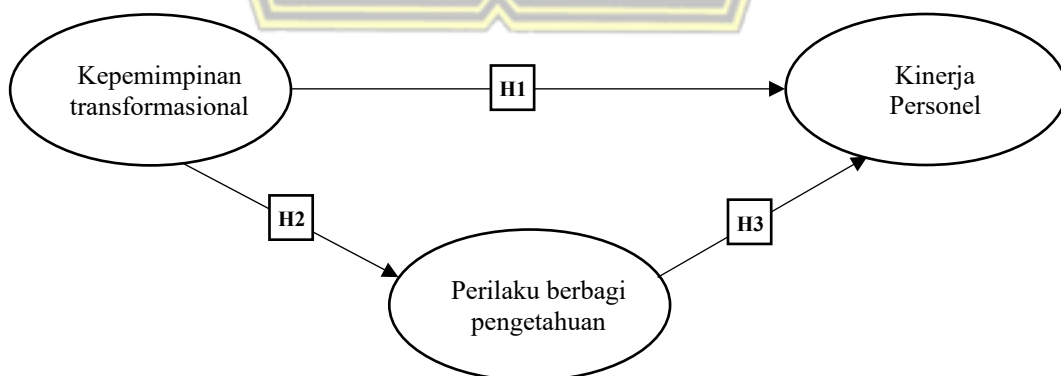 Kepemimpinan
transformasional
H1
Kinerja
Personel
H2
H3
Perilaku berbagi
pengetahuan